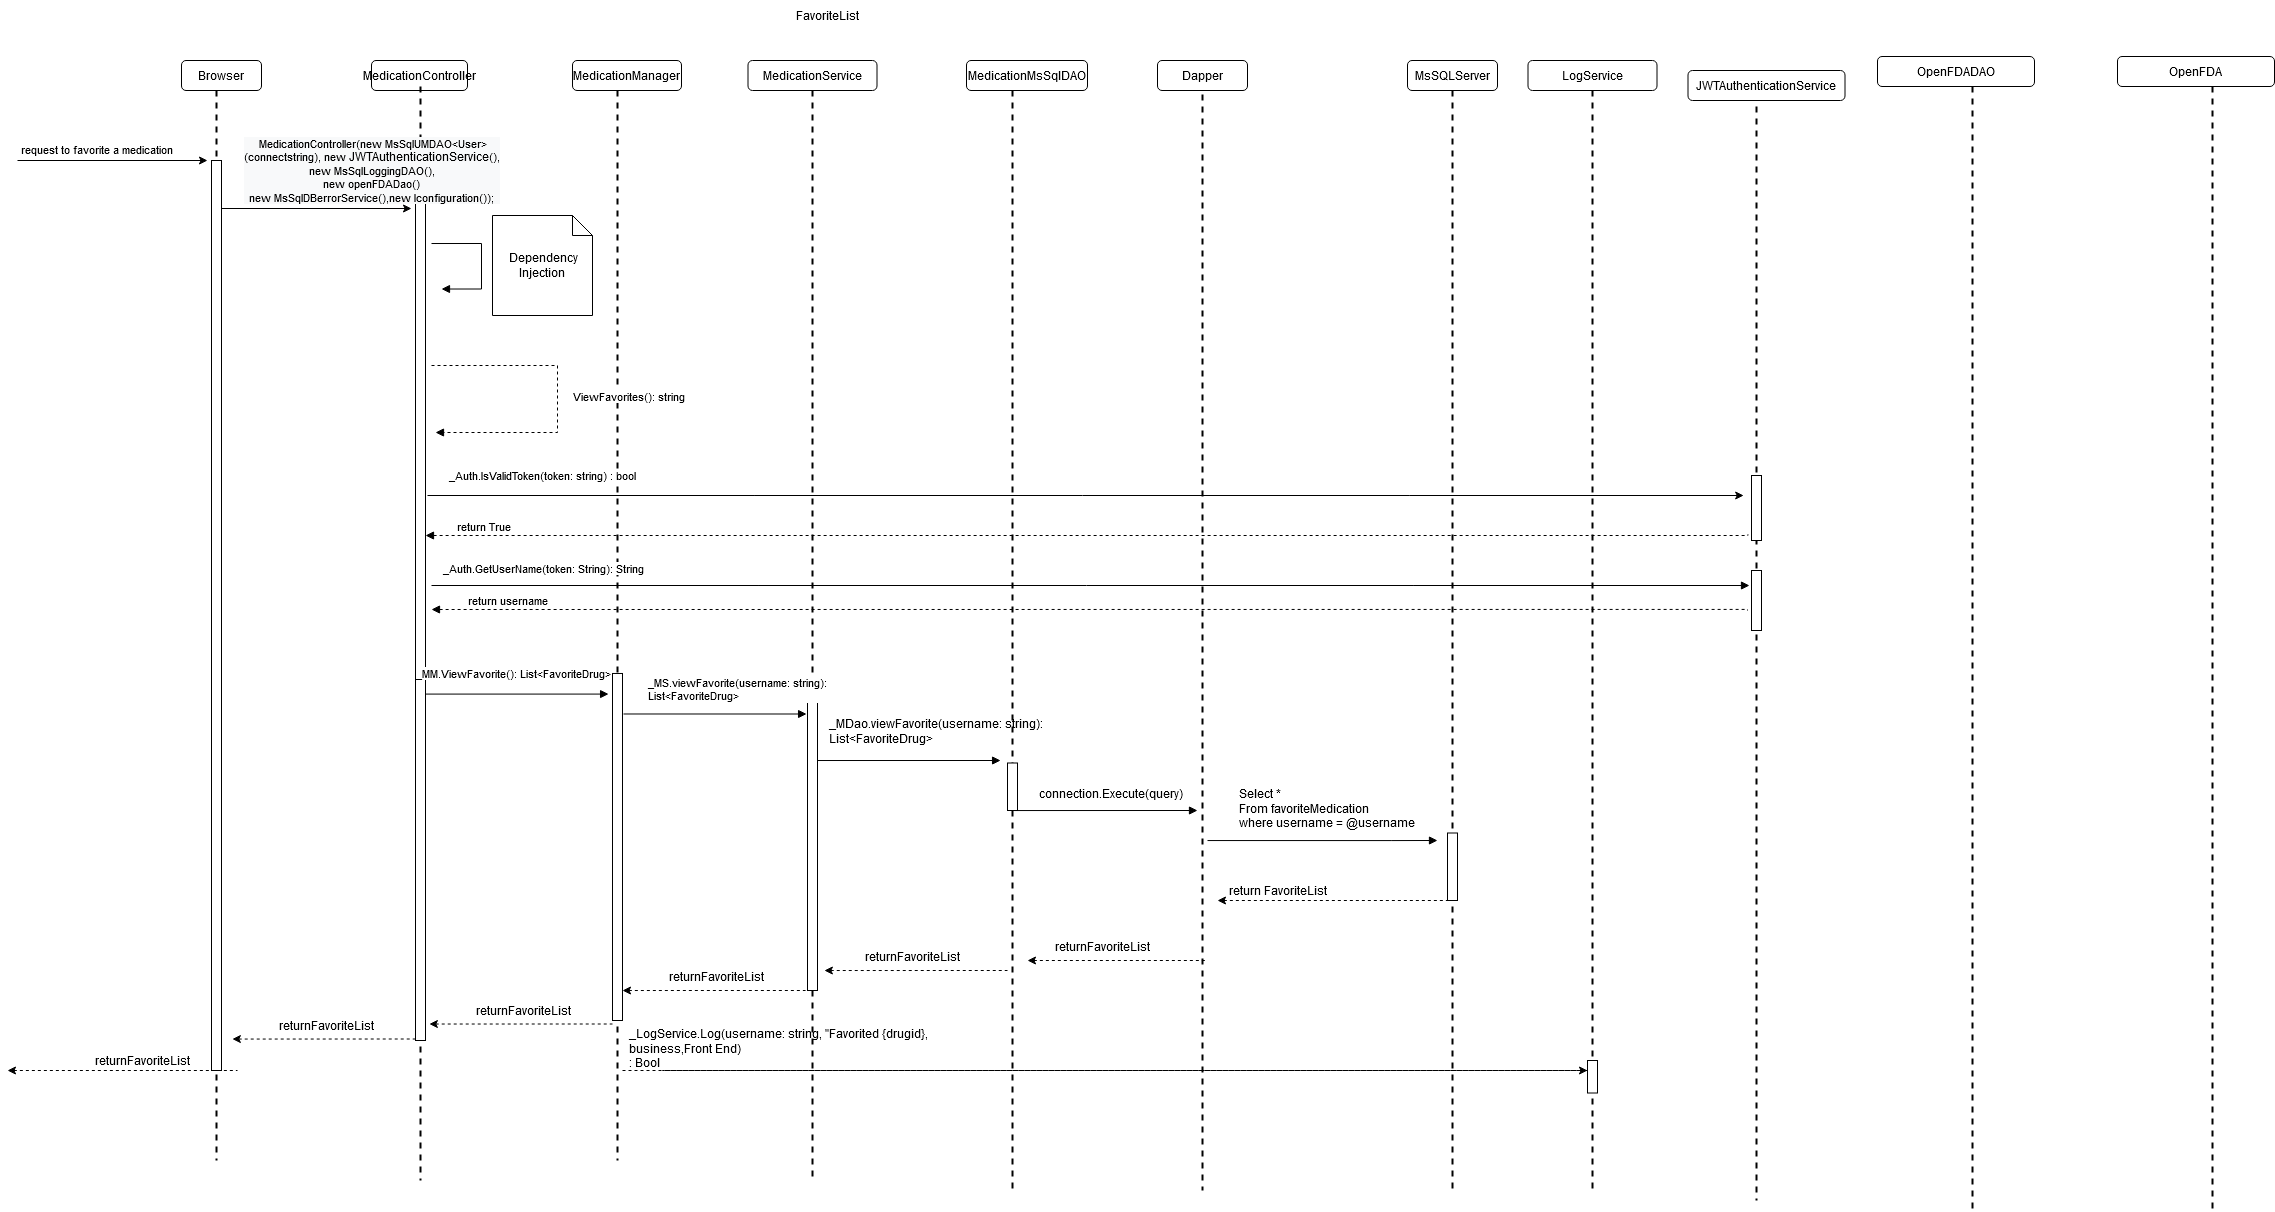 FavoriteList
Browser
MedicationController
MedicationManager
MedicationService
MedicationMsSqlDAO
Dapper
MsSQLServer
LogService
JWTAuthenticationService
OpenFDADAO
OpenFDA
request to favorite a medication
MedicationController(new MsSqlUMDAO<User>
(connectstring), new JWTAuthenticationService(),
new MsSqlLoggingDAO(),
new openFDADao()
new MsSqlDBerrorService(),new Iconfiguration());
Dependency
Injection
ViewFavorites(): string
_Auth.IsValidToken(token: string) : bool
return True
_Auth.GetUserName(token: String): String
return username
_MM.ViewFavorite(): List<FavoriteDrug>
_MS.viewFavorite(username: string):
List<FavoriteDrug>
_MDao.viewFavorite(username: string):
List<FavoriteDrug>
connection.Execute(query)
Select *
From favoriteMedication
where username = @username
return FavoriteList
returnFavoriteList
returnFavoriteList
returnFavoriteList
returnFavoriteList
returnFavoriteList
returnFavoriteList
_LogService.Log(username: string, "Favorited {drugid},
business,Front End)
: Bool